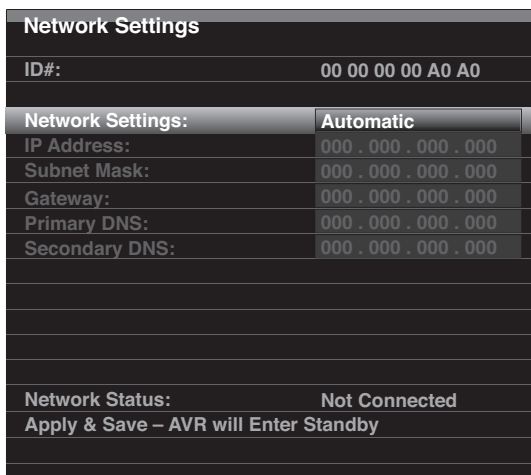 Network Settings
ID#: 00 00 00 00 A0 A0
Network Settings: Automatic
IP Address: 000 . 000 . 000 . 000
Subnet Mask: 000 . 000 . 000 . 000
Gateway: 000 . 000 . 000 . 000
Primary DNS: 000 . 000 . 000 . 000
Secondary DNS: 000 . 000 . 000 . 000
Network Status: Not Connected
Apply & Save – AVR will Enter Standby